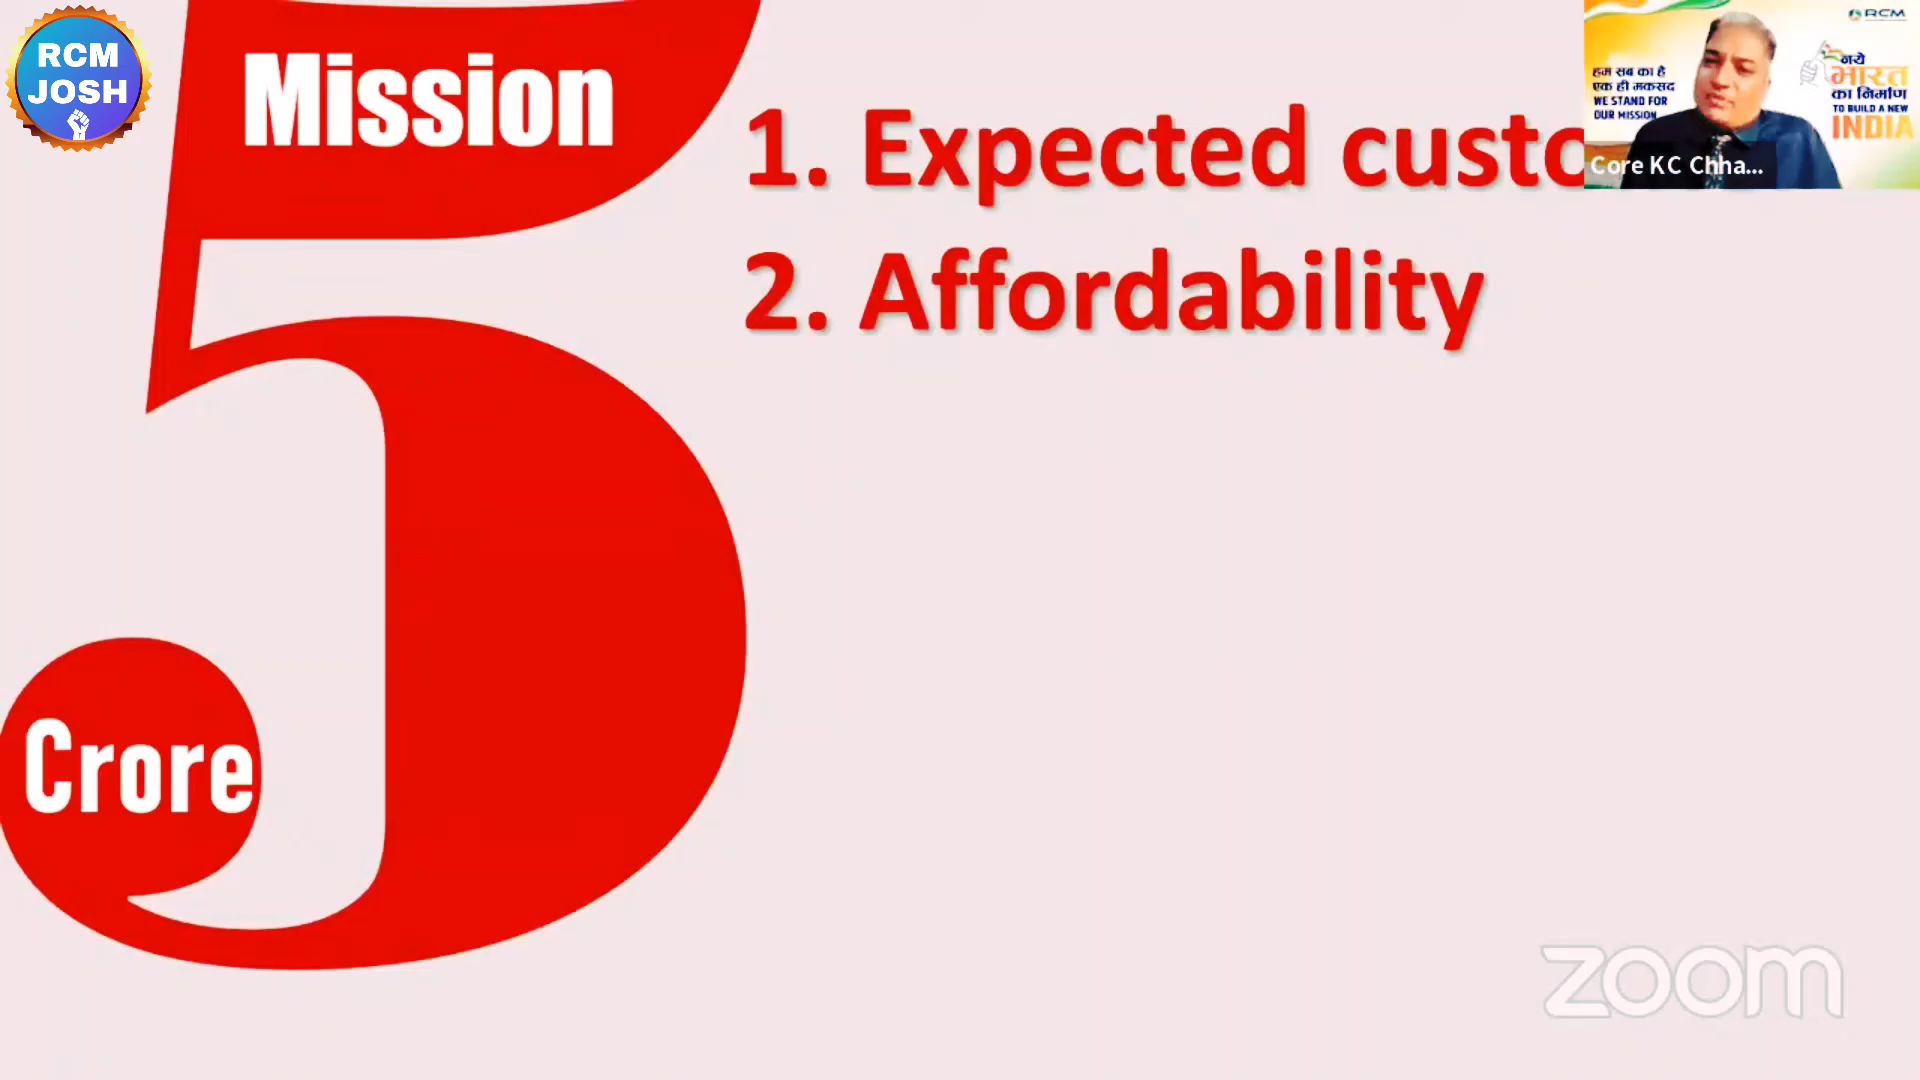 RCM
JOSH
Mission
5
Crore
1. Expected custo
2. Affordability
RCM
हम सब का है
एक ही मकसद
WE STAND FOR
OUR MISSION
नये
भारत
का निर्माण
TO BUILD A NEW
INDIA
Core KC Chha...
zoom